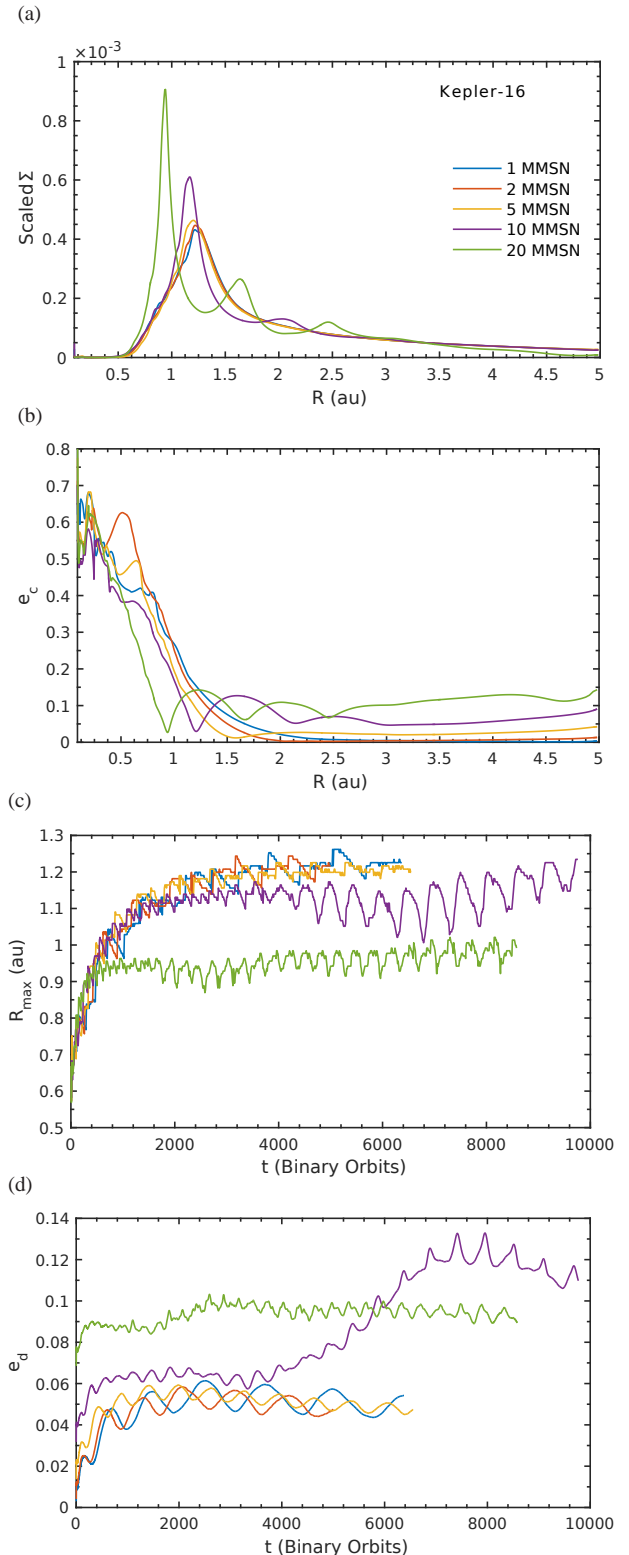 (a)
×10⁻³
1
0.8
0.6
0.4
0.2
0
Scaled Σ
Kepler-16
1 MMSN
2 MMSN
5 MMSN
10 MMSN
20 MMSN
0.5 1 1.5 2 2.5 3 3.5 4 4.5 5
R (au)
(b)
0.8
0.7
0.6
0.5
0.4
0.3
0.2
0.1
0
e_c
0.5 1 1.5 2 2.5 3 3.5 4 4.5 5
R (au)
(c)
1.3
1.2
1.1
1
0.9
0.8
0.7
0.6
0.5
R_max (au)
0 2000 4000 6000 8000 10000
t (Binary Orbits)
(d)
0.14
0.12
0.1
0.08
0.06
0.04
0.02
0
e_d
0 2000 4000 6000 8000 10000
t (Binary Orbits)